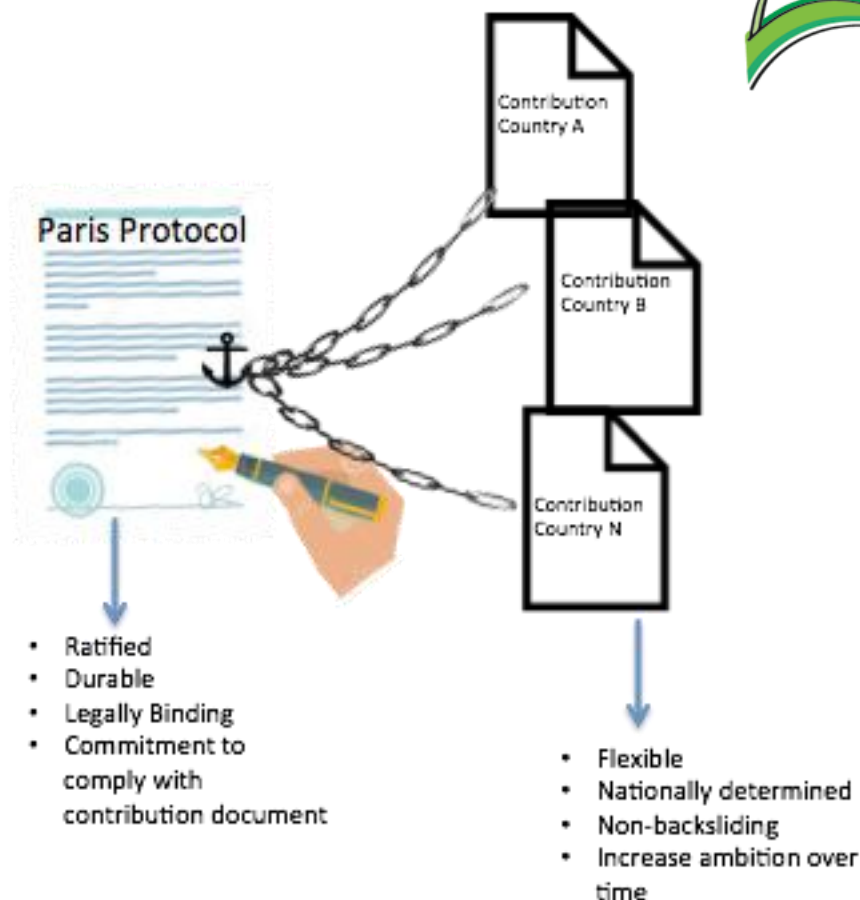 Contribution
Country A
Paris Protocol
Contribution
Country B
Contribution
Country N
• Ratified
• Durable
• Legally Binding
• Commitment to
comply with
contribution document
• Flexible
• Nationally determined
• Non-backsliding
• Increase ambition over
time